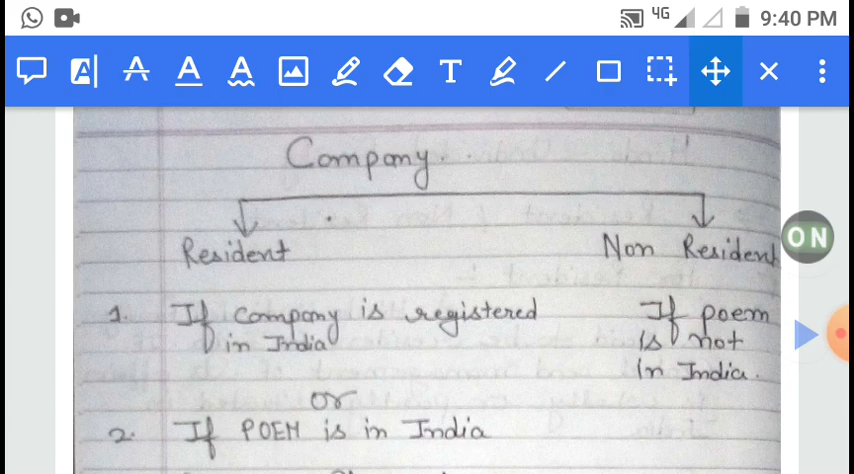 4G 9:40 PM
A A A A T
Company.
Resident Non Resident
1. If Company is registered in India
If poem is not in India.
or
2. If POEM is in India
ON